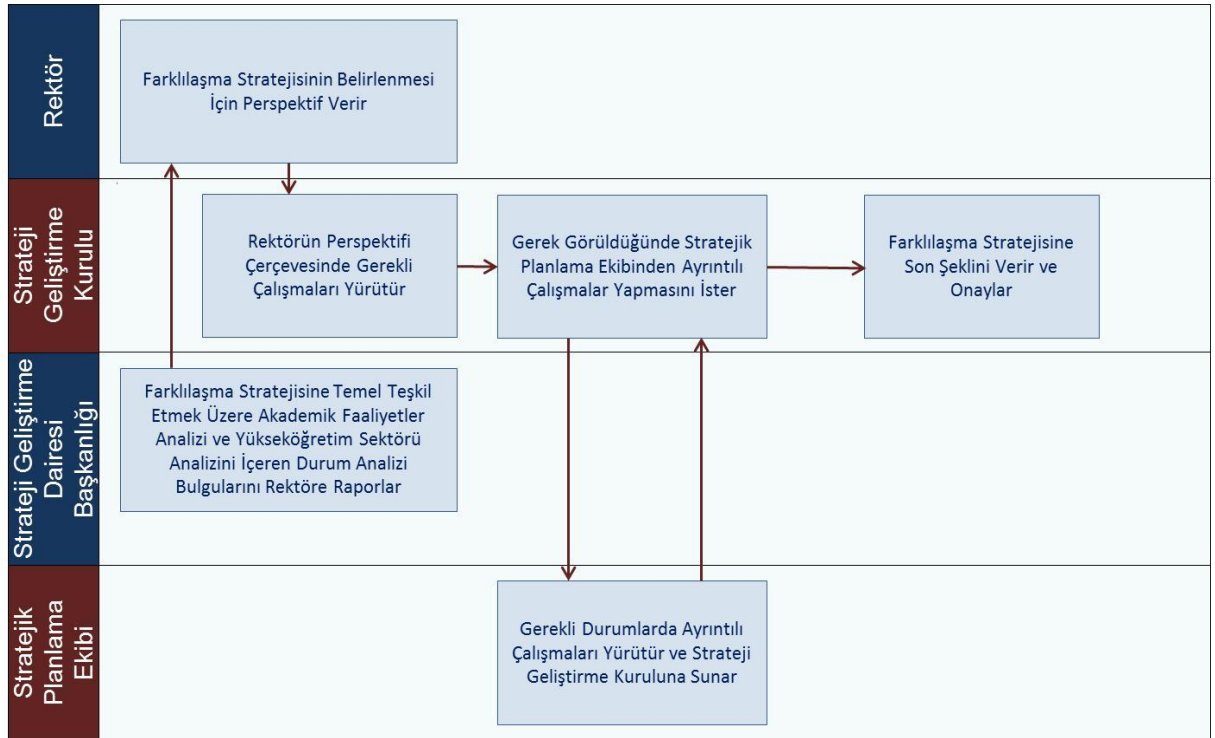 Rektör
Farklılaşma Stratejisinin Belirlenmesi
İçin Perspektif Verir
Strateji
Geliştirme
Kurulu
Rektörün Perspektifi
Çerçevesinde Gerekli
Çalışmaları Yürütür
Gerek Görüldüğünde Stratejik
Planlama Ekibinden Ayrıntılı
Çalışmalar Yapmasını İster
Farklılaşma Stratejisine
Son Şeklini Verir ve
Onaylar
Strateji Geliştirme
Dairesi
Başkanlığı
Farklılaşma Stratejisine Temel Teşkil
Etmek Üzere Akademik Faaliyetler
Analizi ve Yükseköğretim Sektörü
Analizini İçeren Durum Analizi
Bulgularını Rektöre Raporlar
Stratejik
Planlama
Ekibi
Gerekli Durumlarda Ayrıntılı
Çalışmaları Yürütür ve Strateji
Geliştirme Kuruluna Sunar